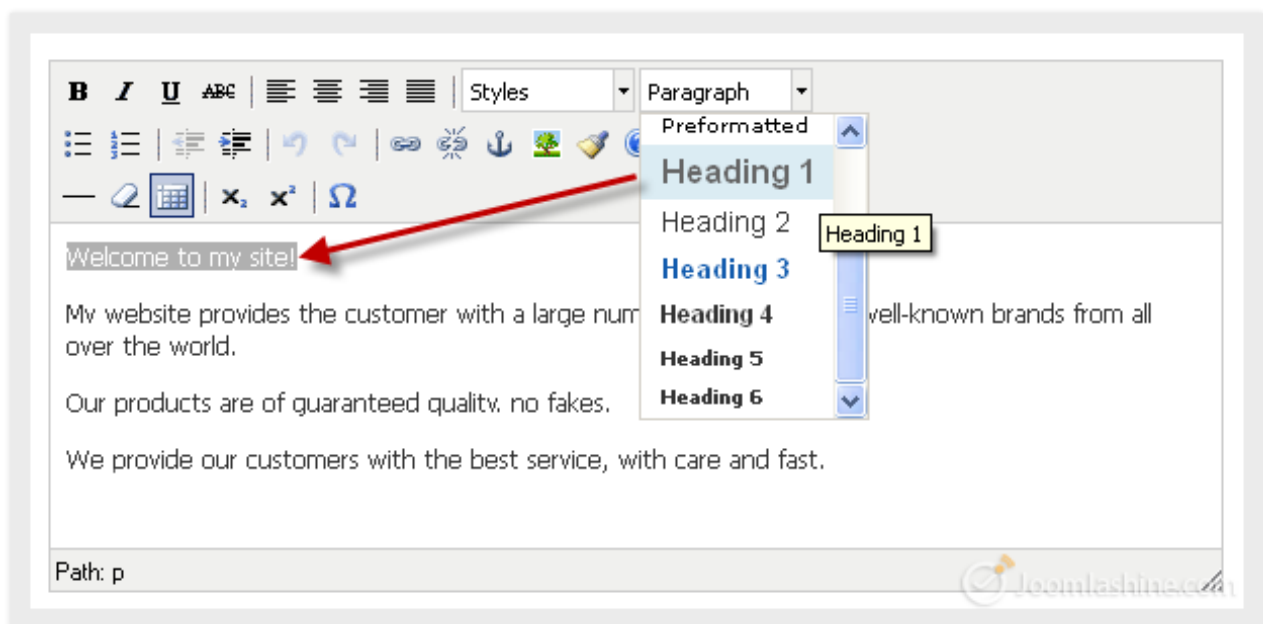 B I U ABC Styles Paragraph
Preformatted
Heading 1
Heading 2
Heading 1
Heading 3
Heading 4
Heading 5
Heading 6
x₂ x² Ω
Welcome to my site!
My website provides the customer with a large well-known brands from all
over the world.
Our products are of guaranteed quality. no fakes.
We provide our customers with the best service, with care and fast.
Path: p
Joomlashine.com